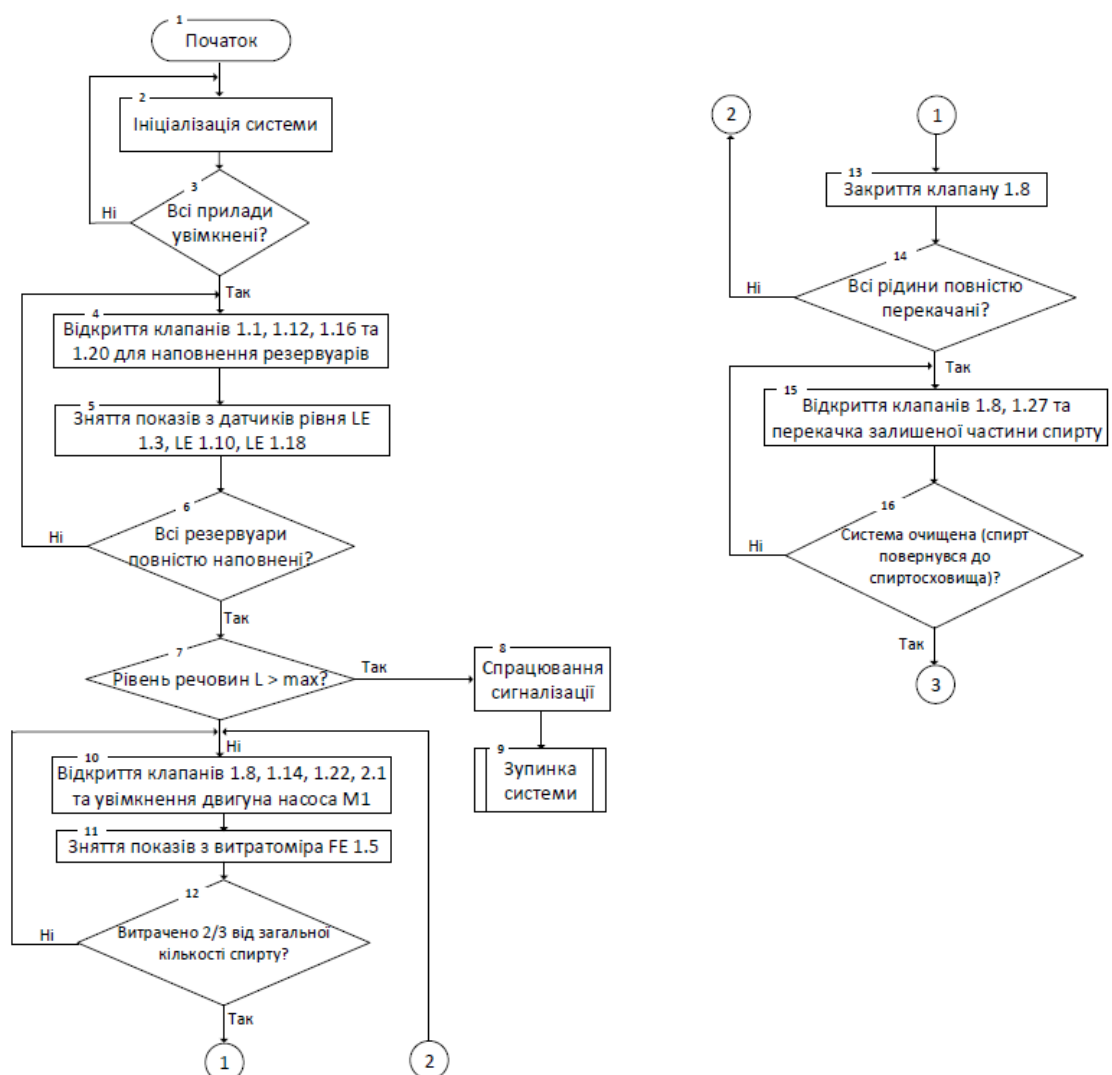 1
Початок
2
Ініціалізація системи
3
Всі прилади
увімкнені?
Ні
Так
4
Відкриття клапанів 1.1, 1.12, 1.16 та
1.20 для наповнення резервуарів
5
Зняття показів з датчиків рівня LE
1.3, LE 1.10, LE 1.18
6
Всі резервуари
повністю наповнені?
Ні
Так
7
Рівень речовин L > max?
Так
8
Спрацювання
сигналізації
9
Зупинка
системи
Ні
10
Відкриття клапанів 1.8, 1.14, 1.22, 2.1
та увімкнення двигуна насоса М1
11
Зняття показів з витратоміра FE 1.5
12
Витрачено 2/3 від загальної
кількості спирту?
Ні
Так
1
2
2
1
13
Закриття клапану 1.8
14
Всі рідини повністю
перекачані?
Ні
Так
15
Відкриття клапанів 1.8, 1.27 та
перекачка залишеної частини спирту
16
Система очищена (спирт
повернувся до
спиртосховища)?
Ні
Так
3